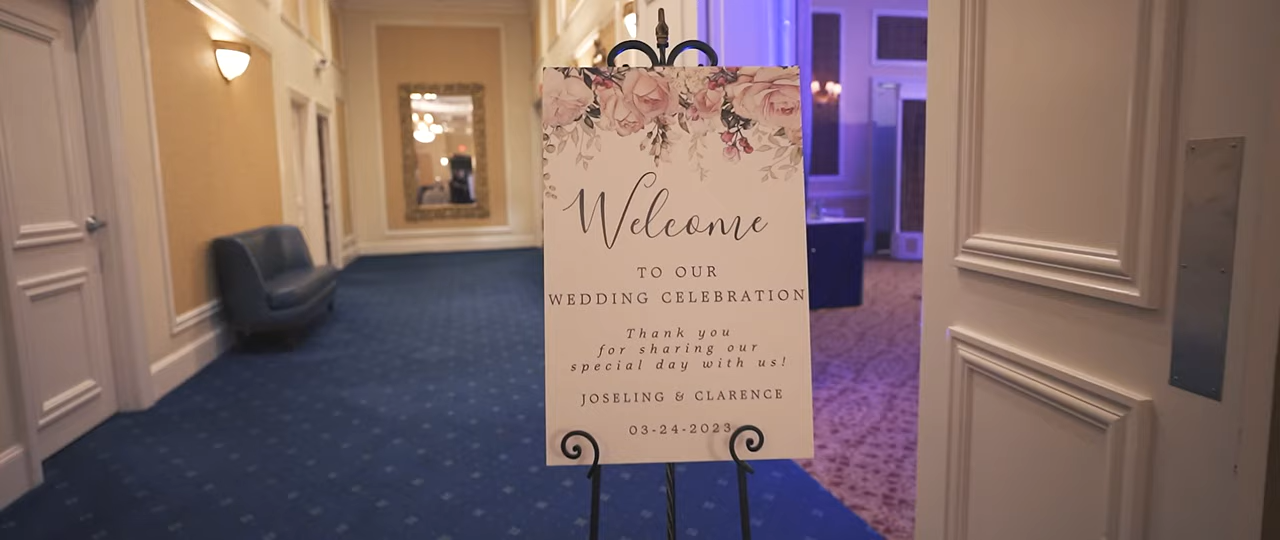 Welcome
TO OUR
WEDDING CELEBRATION
Thank you
for sharing our
special day with us!
JOSELING & CLARENCE
03-24-2023